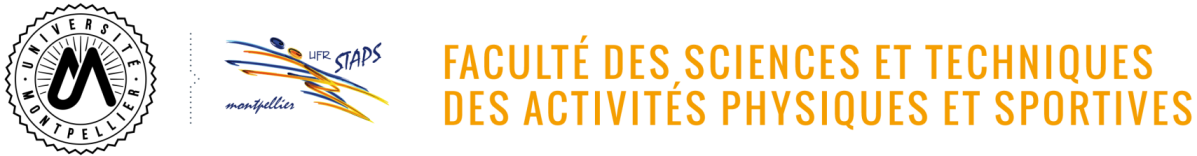 UNIVERSITÉ
MONTPELLIER
UFR STAPS
montpellier
FACULTÉ DES SCIENCES ET TECHNIQUES
DES ACTIVITÉS PHYSIQUES ET SPORTIVES